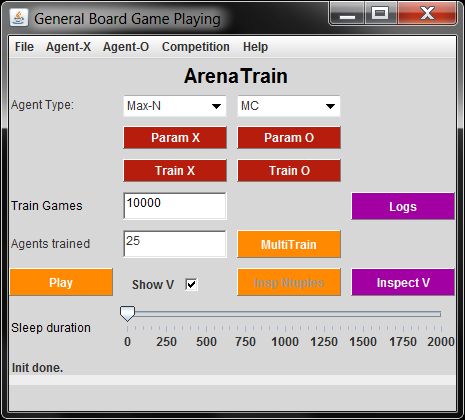 General Board Game Playing
File Agent-X Agent-O Competition Help
ArenaTrain
Agent Type: Max-N MC
Param X Param O
Train X Train O
Train Games 10000 Logs
Agents trained 25 MultiTrain
Play Show V Insp Ntuples Inspect V
Sleep duration
0 250 500 750 1000 1250 1500 1750 2000
Init done.